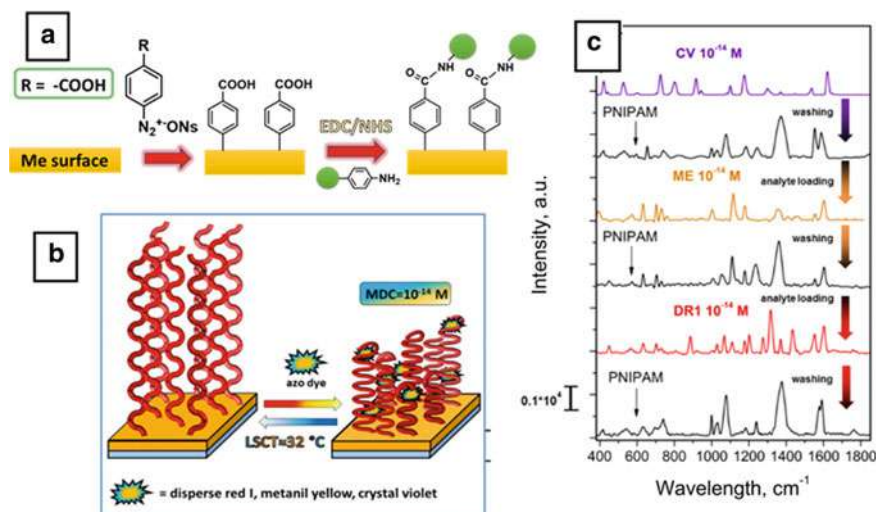 a
R
R = -COOH
N2+-ONs
Me surface
COOH
COOH
EDC/NHS
NH2
O
NH
O
NH
b
MDC=10-14 M
azo dye
LSCT=32 °C
= disperse red I, metanil yellow, crystal violet
c
CV 10-14 M
washing
PNIPAM
ME 10-14 M
analyte loading
PNIPAM
washing
DR1 10-14 M
analyte loading
PNIPAM
washing
Intensity, a.u.
0.1*104
400 600 800 1000 1200 1400 1600 1800
Wavelength, cm-1